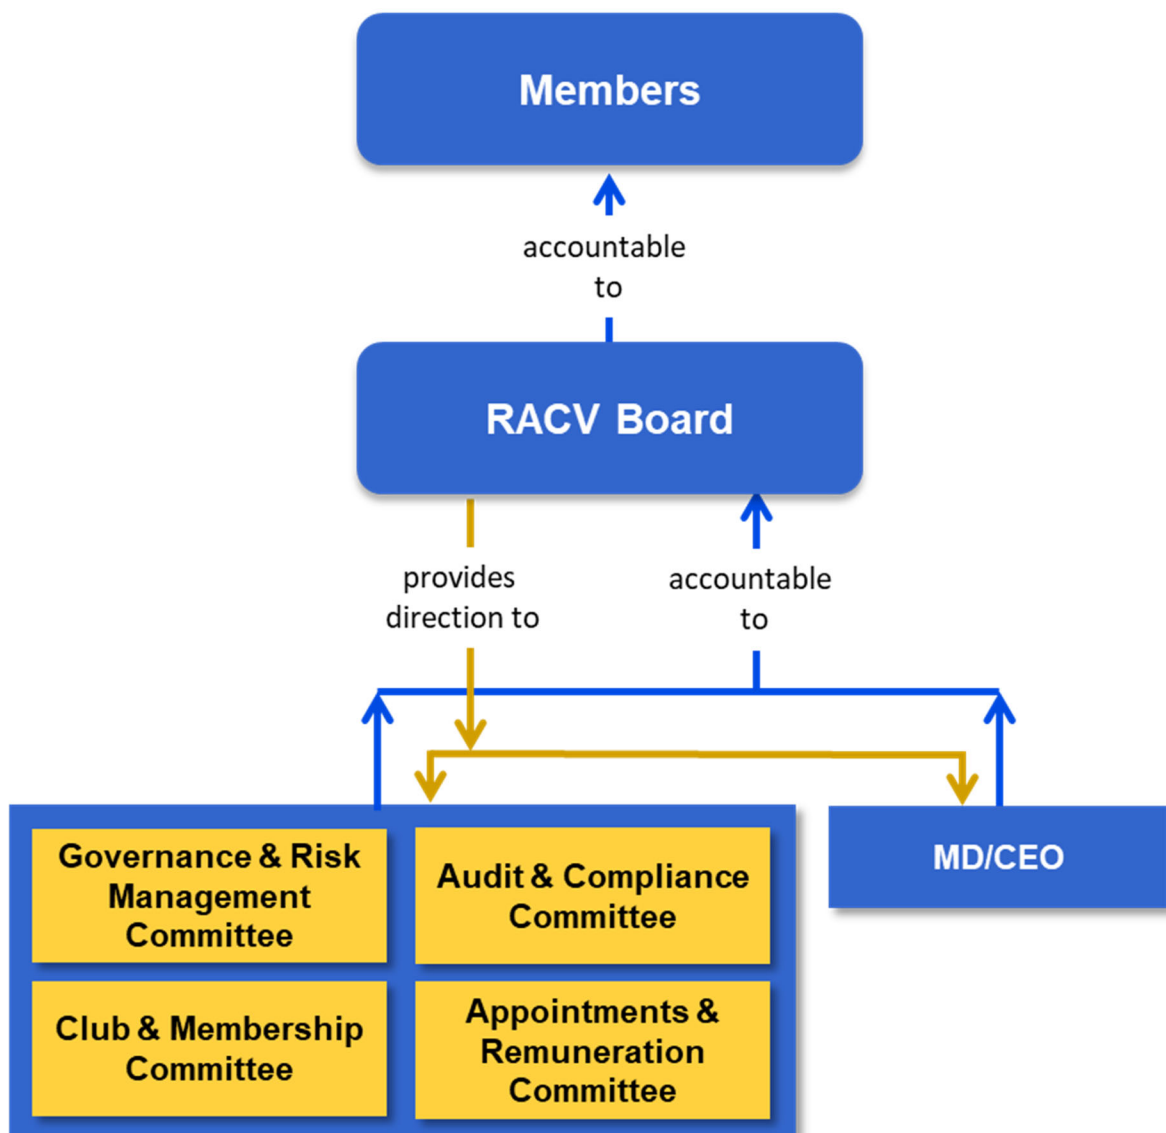 Members
accountable
to
RACV Board
provides
direction to
accountable
to
Governance & Risk
Management
Committee
Audit & Compliance
Committee
MD/CEO
Club & Membership
Committee
Appointments &
Remuneration
Committee